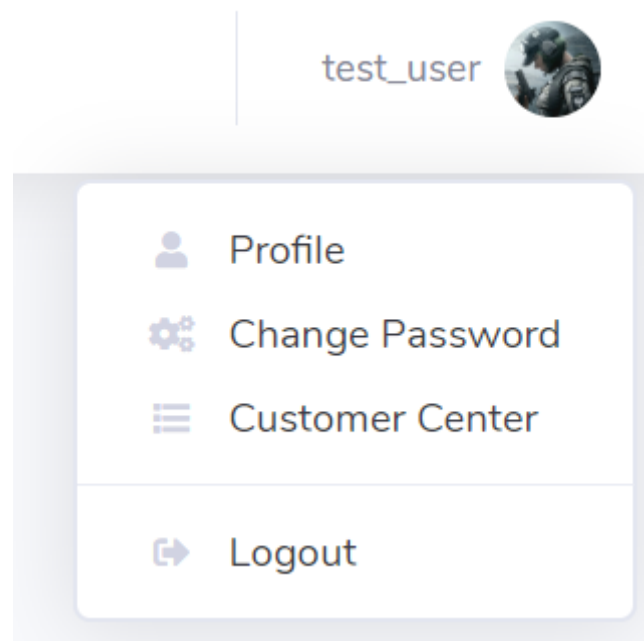 test_user
Profile
Change Password
Customer Center
Logout